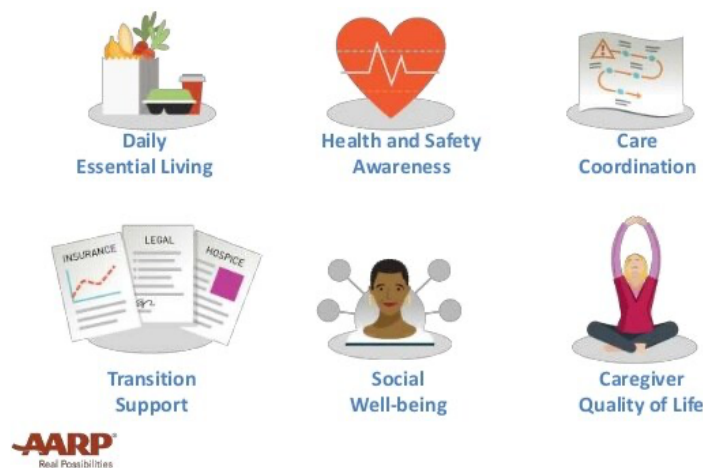 Daily
Essential Living
Health and Safety
Awareness
Care
Coordination
INSURANCE
LEGAL
HOSPICE
Transition
Support
Social
Well-being
Caregiver
Quality of Life
AARP®
Real Possibilities